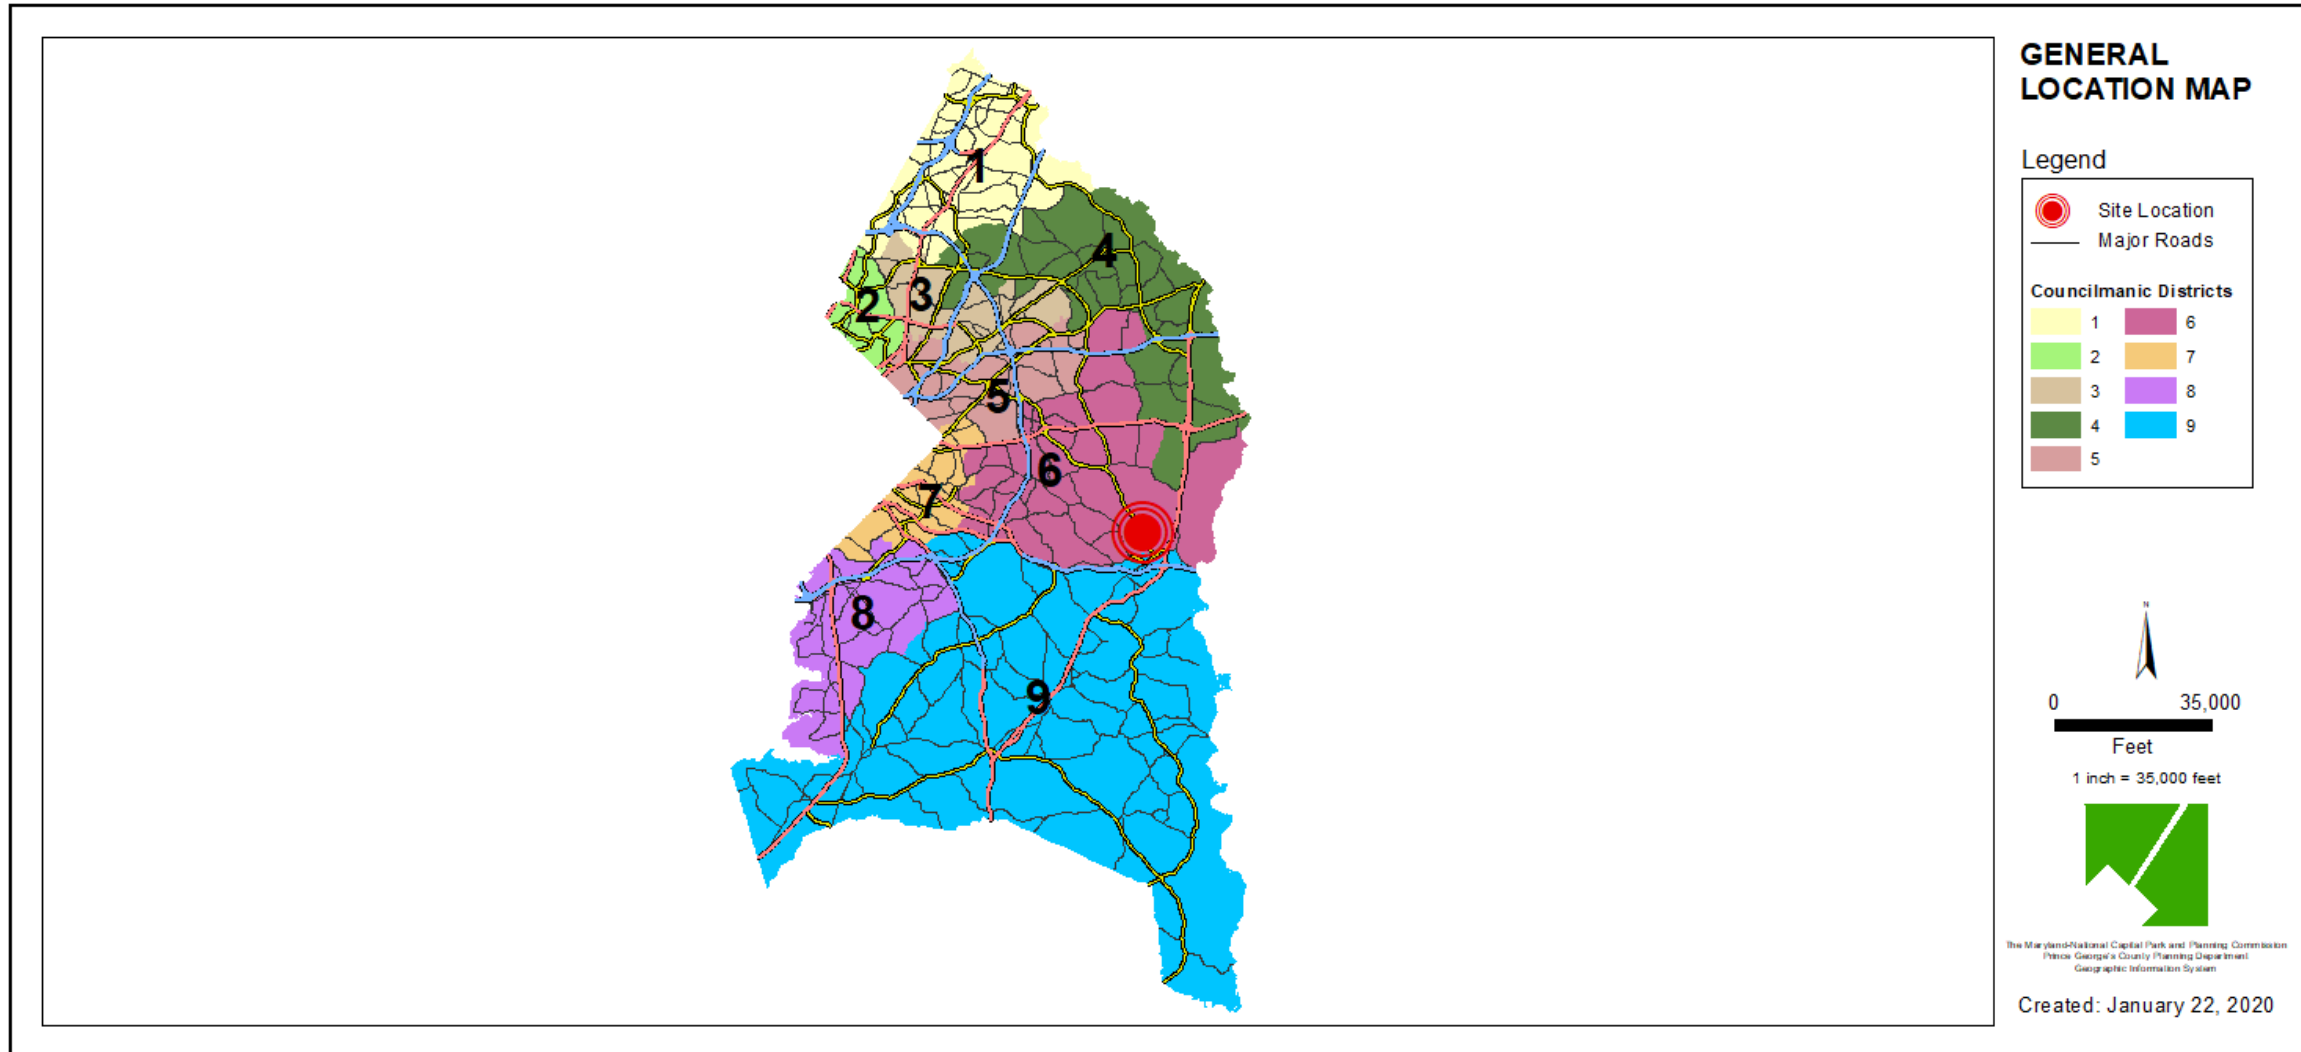 GENERAL
LOCATION MAP
Legend
Site Location
Major Roads
Councilmanic Districts
1 6
2 7
3 8
4 9
5
1
4
2
3
5
6
7
8
9
N
0 35,000
Feet
1 inch = 35,000 feet
The Maryland-National Capital Park and Planning Commission
Prince George's County Planning Department
Geographic Information System
Created: January 22, 2020